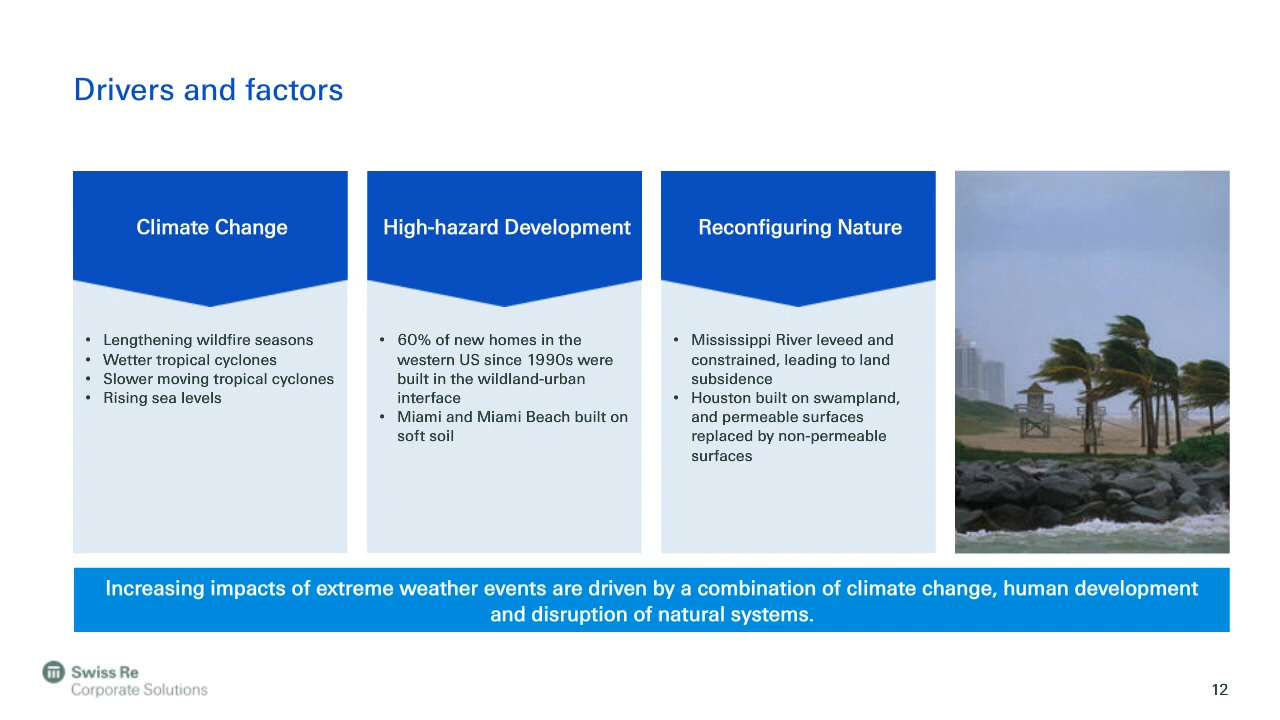 Drivers and factors
Climate Change
• Lengthening wildfire seasons
• Wetter tropical cyclones
• Slower moving tropical cyclones
• Rising sea levels
High-hazard Development
• 60% of new homes in the
western US since 1990s were
built in the wildland-urban
interface
• Miami and Miami Beach built on
soft soil
Reconfiguring Nature
• Mississippi River leveed and
constrained, leading to land
subsidence
• Houston built on swampland,
and permeable surfaces
replaced by non-permeable
surfaces
Increasing impacts of extreme weather events are driven by a combination of climate change, human development
and disruption of natural systems.
Swiss Re
Corporate Solutions
12